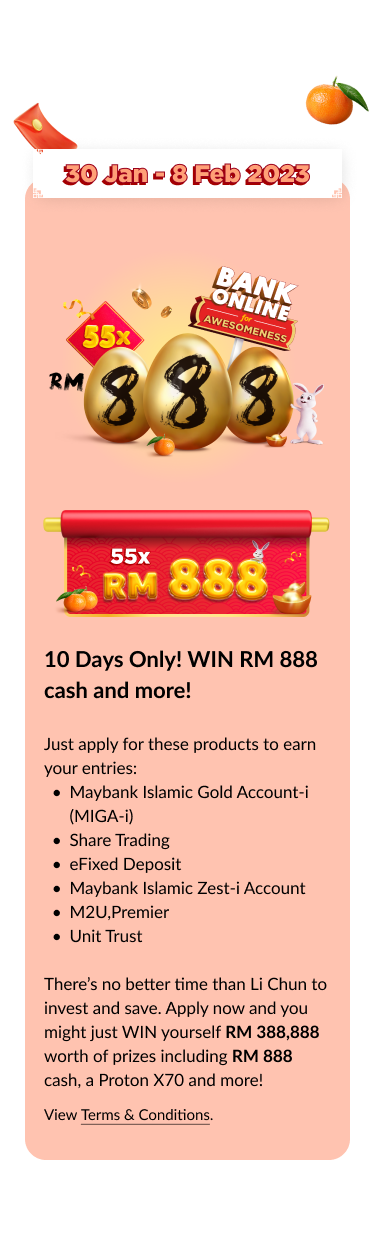 30 Jan - 8 Feb 2023
BANK
ONLINE
for
AWESOMENESS
55x
RM 8 8 8
55x
RM 888
10 Days Only! WIN RM 888
cash and more!
Just apply for these products to earn
your entries:
• Maybank Islamic Gold Account-i
(MIGA-i)
• Share Trading
• eFixed Deposit
• Maybank Islamic Zest-i Account
• M2U,Premier
• Unit Trust
There's no better time than Li Chun to
invest and save. Apply now and you
might just WIN yourself RM 388,888
worth of prizes including RM 888
cash, a Proton X70 and more!
View Terms & Conditions.